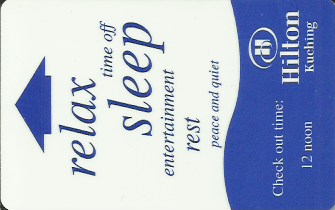 relax
time off
sleep
entertainment
rest
peace and quiet
Hilton
Kuching
Check out time:
12 noon